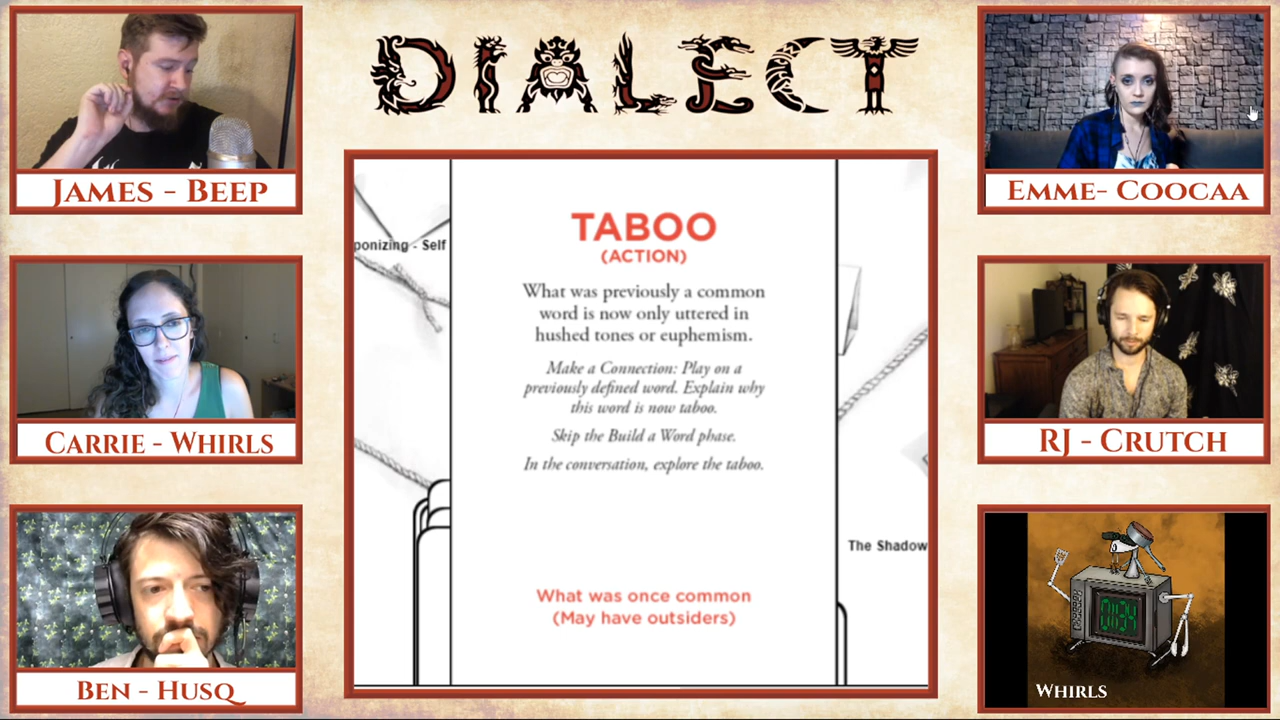 DIALECT
JAMES - BEEP
EMME- COOCAA
CARRIE - WHIRLS
RJ - CRUTCH
BEN - HUSQ
WHIRLS
ponizing - Self
TABOO
(ACTION)
What was previously a common
word is now only uttered in
hushed tones or euphemism.
Make a Connection: Play on a
previously defined word. Explain why
this word is now taboo.
Skip the Build a Word phase.
In the conversation, explore the taboo.
The Shadow
What was once common
(May have outsiders)